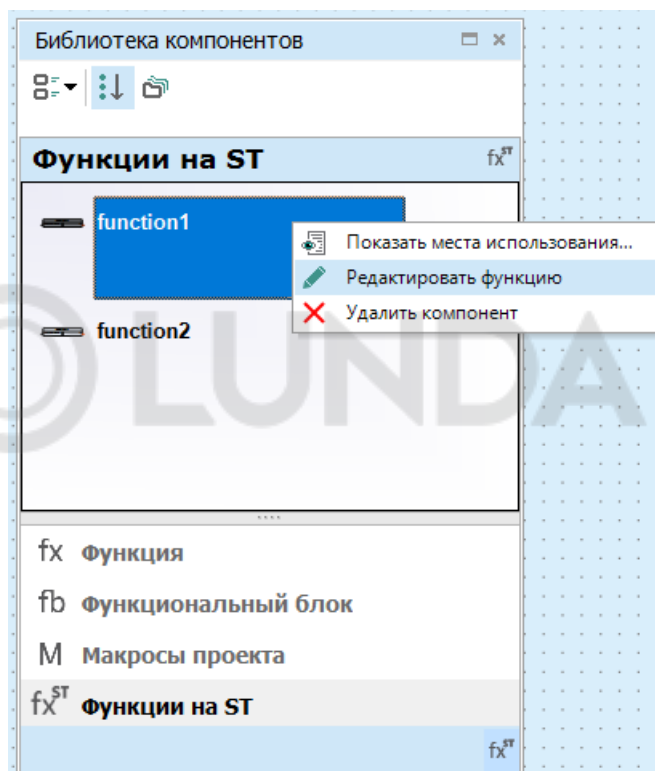 Библиотека компонентов
Функции на ST
fx ST
function1
Показать места использования...
Редактировать функцию
Удалить компонент
function2
LUNDA
fx Функция
fb Функциональный блок
M Макросы проекта
fx ST Функции на ST
fx ST